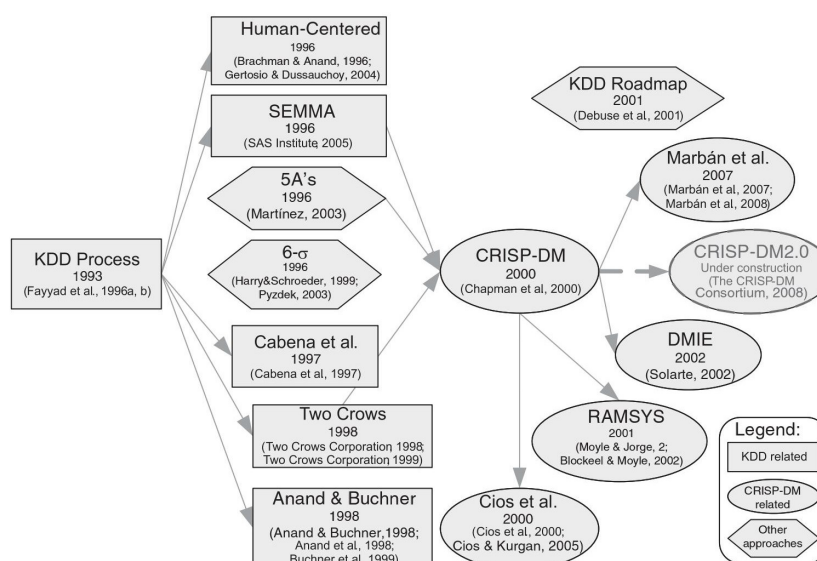 Human-Centered
1996
(Brachman & Anand, 1996;
Gertosio & Dussauchoy, 2004)
SEMMA
1996
(SAS Institute, 2005)
5A's
1996
(Martínez, 2003)
6-σ
1996
(Harry&Schroeder, 1999;
Pyzdek, 2003)
KDD Process
1993
(Fayyad et al., 1996a, b)
Cabena et al.
1997
(Cabena et al, 1997)
Two Crows
1998
(Two Crows Corporation, 1998;
Two Crows Corporation, 1999)
Anand & Buchner
1998
(Anand & Buchner, 1998;
Anand et al, 1998;
Buchner et al, 1999)
CRISP-DM
2000
(Chapman et al, 2000)
KDD Roadmap
2001
(Debuse et al, 2001)
Marbán et al.
2007
(Marbán et al, 2007;
Marbán et al, 2008)
CRISP-DM2.0
Under construction
(The CRISP-DM
Consortium, 2008)
DMIE
2002
(Solarte, 2002)
RAMSYS
2001
(Moyle & Jorge, 2;
Blockeel & Moyle, 2002)
Cios et al.
2000
(Cios et al, 2000;
Cios & Kurgan, 2005)
Legend:
KDD related
CRISP-DM
related
Other
approaches